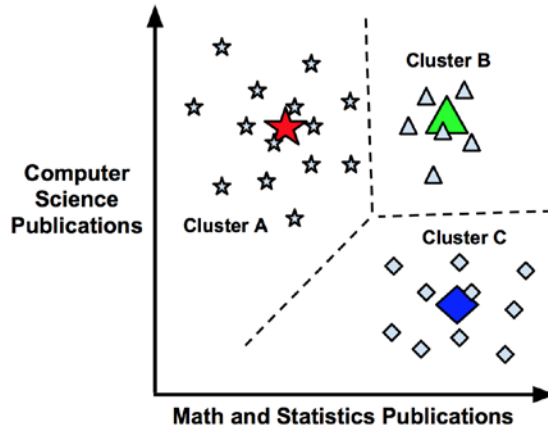 Cluster B
Computer
Science
Publications
Cluster A
Cluster C
Math and Statistics Publications